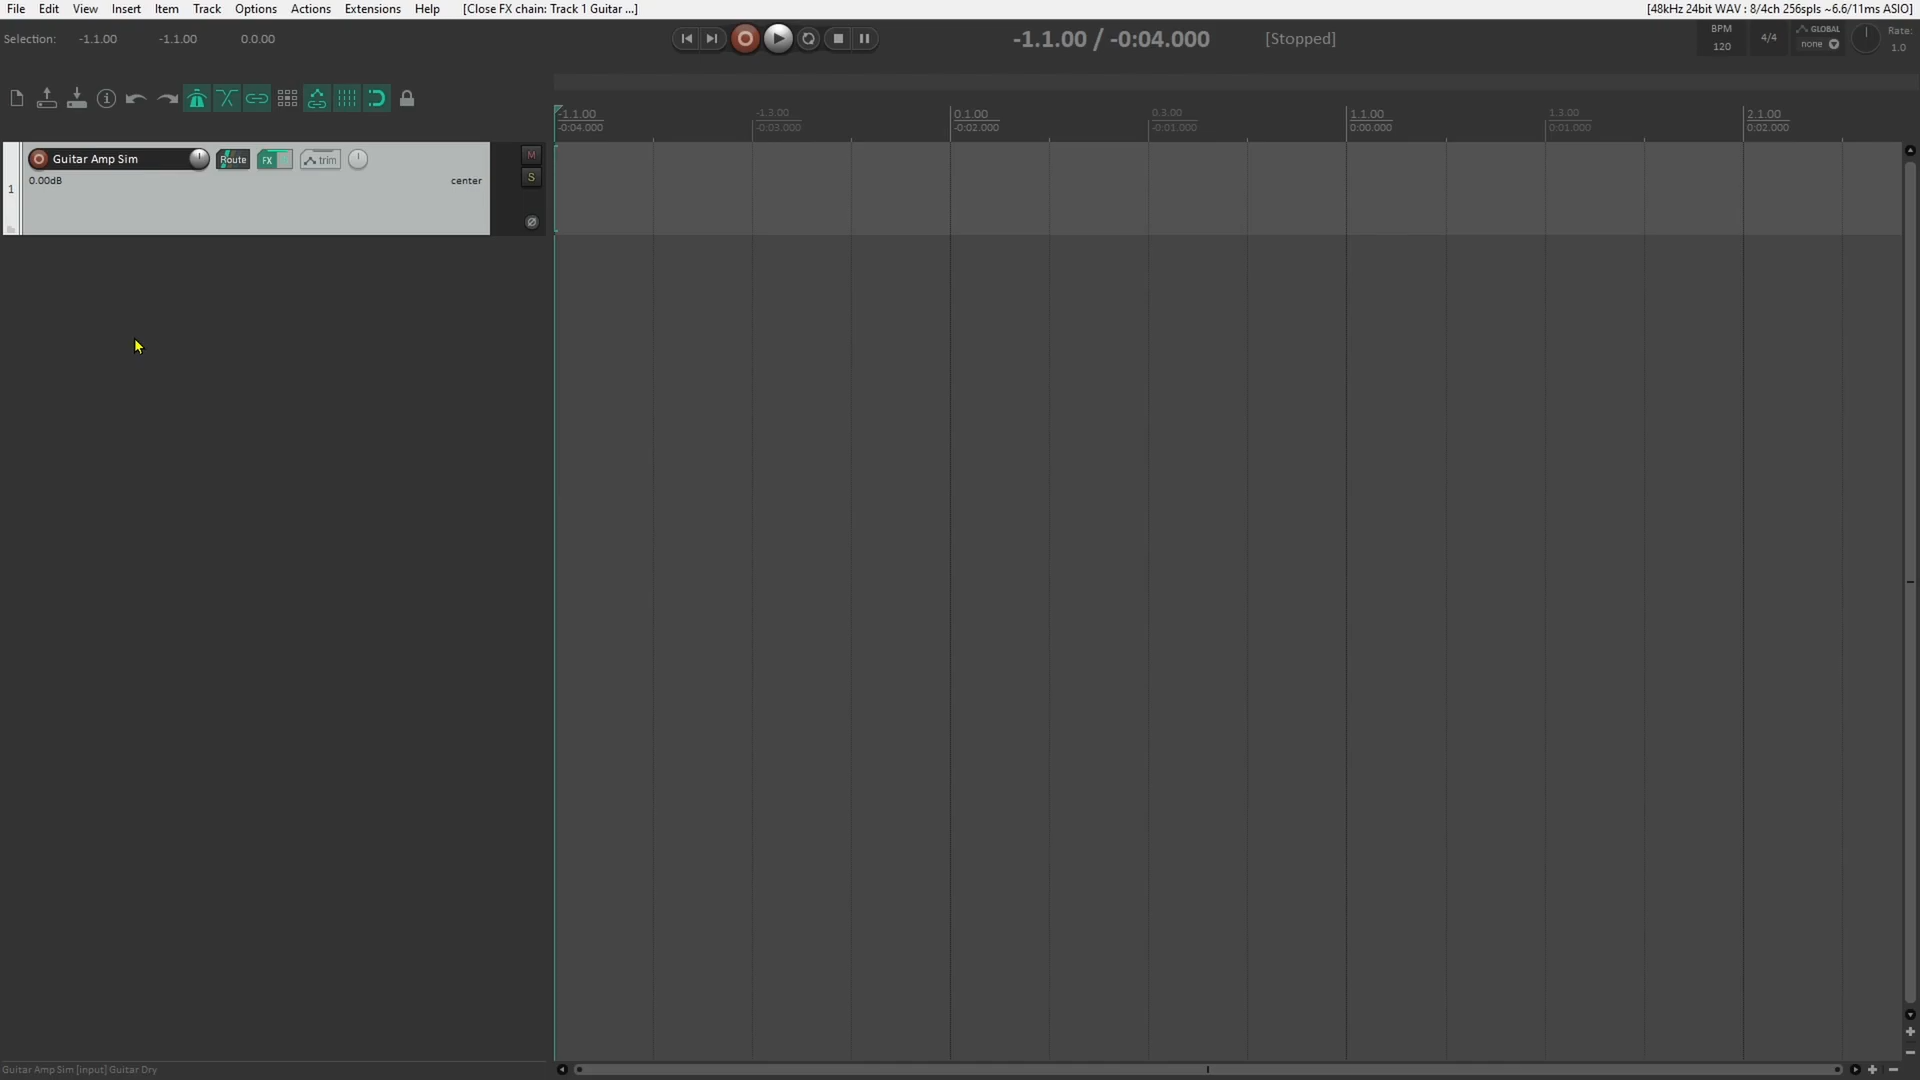 File Edit View Insert Item Track Options Actions Extensions Help [Close FX chain: Track 1 Guitar ...] [48kHz 24bit WAV : 8/4ch 256spls ~6.6/11ms ASIO]
Selection: -1.1.00 -1.1.00 0.0.00 -1.1.00 / -0:04.000 [Stopped] BPM 120 4/4 GLOBAL none Rate: 1.0
-1.1.00 -1.3.00 0.1.00 0.3.00 1.1.00 1.3.00 2.1.00
-0:04.000 -0:03.000 -0:02.000 -0:01.000 0:00.000 0:01.000 0:02.000
Guitar Amp Sim Route FX trim M
0.00dB center S
1
Guitar Amp Sim [input] Guitar Dry